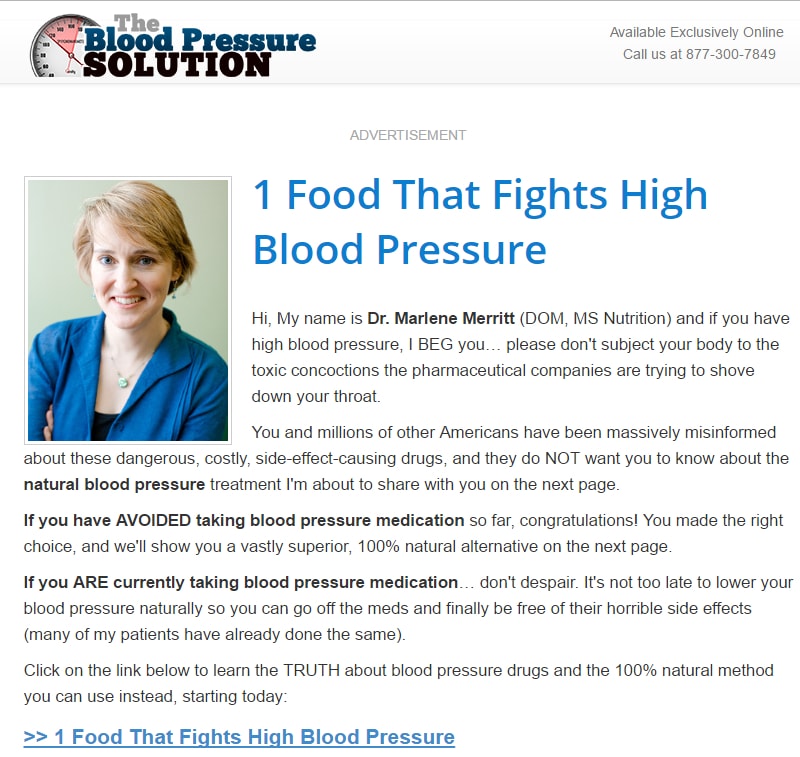 The
Blood Pressure
SOLUTION
Available Exclusively Online
Call us at 877-300-7849
ADVERTISEMENT
1 Food That Fights High
Blood Pressure
Hi, My name is Dr. Marlene Merritt (DOM, MS Nutrition) and if you have
high blood pressure, I BEG you… please don't subject your body to the
toxic concoctions the pharmaceutical companies are trying to shove
down your throat.
You and millions of other Americans have been massively misinformed
about these dangerous, costly, side-effect-causing drugs, and they do NOT want you to know about the
natural blood pressure treatment I'm about to share with you on the next page.
If you have AVOIDED taking blood pressure medication so far, congratulations! You made the right
choice, and we'll show you a vastly superior, 100% natural alternative on the next page.
If you ARE currently taking blood pressure medication… don't despair. It's not too late to lower your
blood pressure naturally so you can go off the meds and finally be free of their horrible side effects
(many of my patients have already done the same).
Click on the link below to learn the TRUTH about blood pressure drugs and the 100% natural method
you can use instead, starting today:
>> 1 Food That Fights High Blood Pressure